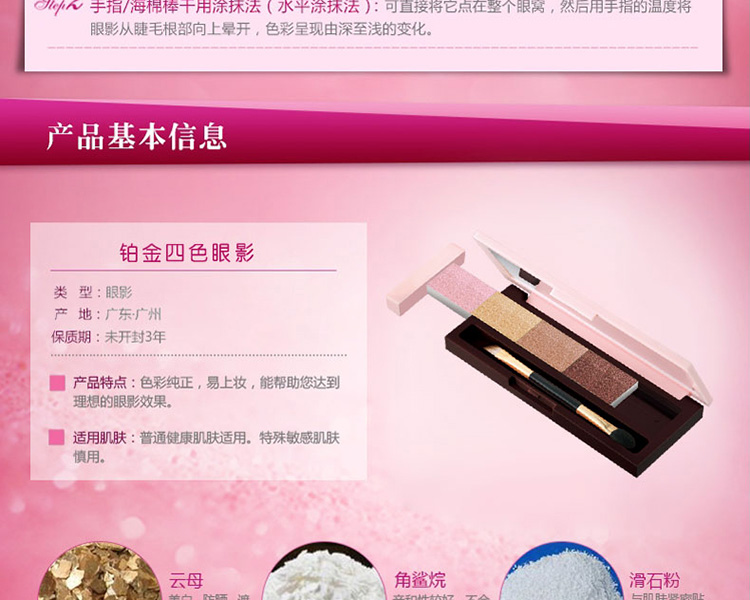 Step2 手指/海棉棒干用涂抹法（水平涂抹法）: 可直接将它点在整个眼窝，然后用手指的温度将
眼影从睫毛根部向上晕开，色彩呈现由深至浅的变化。
产品基本信息
铂金四色眼影
类 型：眼影
产 地：广东·广州
保质期：未开封3年
产品特点：色彩纯正，易上妆，能帮助您达到
理想的眼影效果。
适用肌肤：普通健康肌肤适用。特殊敏感肌肤
慎用。
云母
角鲨烷
滑石粉